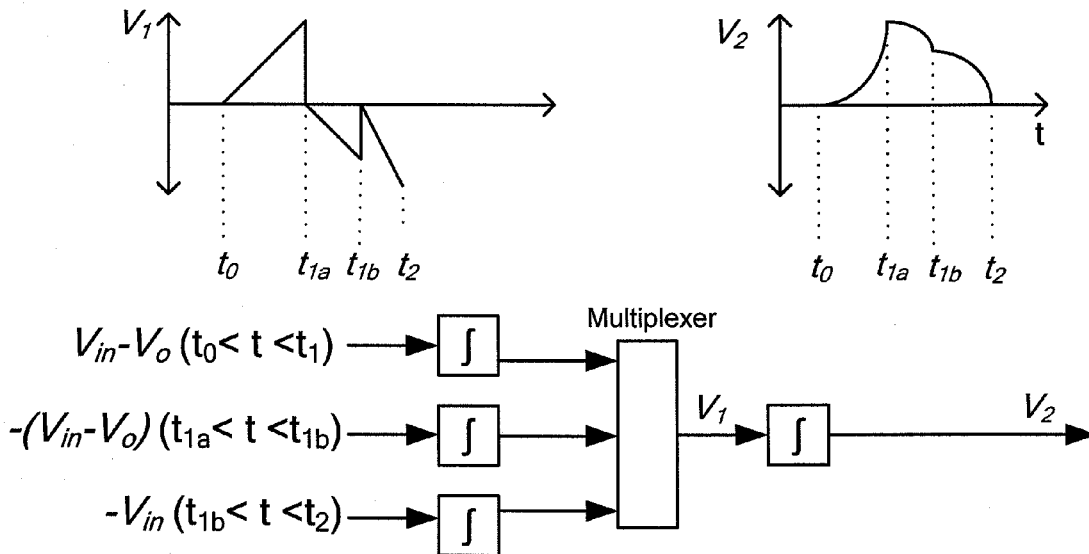 V₁
t₀ t₁ₐ t₁b t₂
V₂
t
t₀ t₁ₐ t₁b t₂
Multiplexer
Vin-Vo (t₀< t <t₁)
∫
-(Vin-Vo) (t₁ₐ< t <t₁b)
∫
V₁
∫
V₂
-Vin (t₁b< t <t₂)
∫